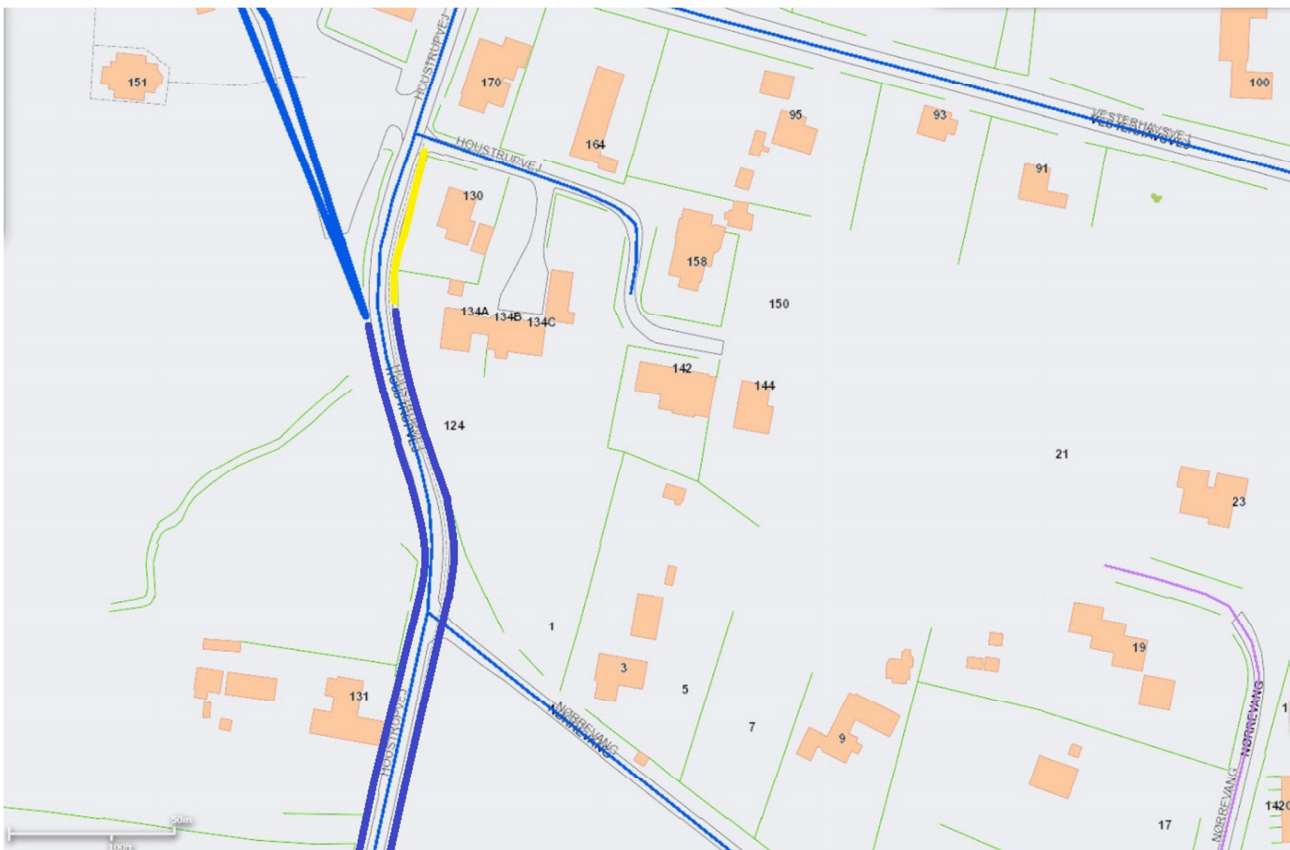 HOUSTRUPVEJ
151
170
100
VESTERHAVSVEJ
VESTERHAVSVEJ
95
93
164
HOUSTRUPVEJ
91
130
158
150
134A
134B
134C
142
144
HOUSTRUPVEJ
HOUSTRUPVEJ
124
21
23
1
3
5
19
131
7
9
HOUSTRUPVEJ
NØRREVANG
NØRREVANG
NØRREVANG
NØRREVANG
17
142C
50m
100ft